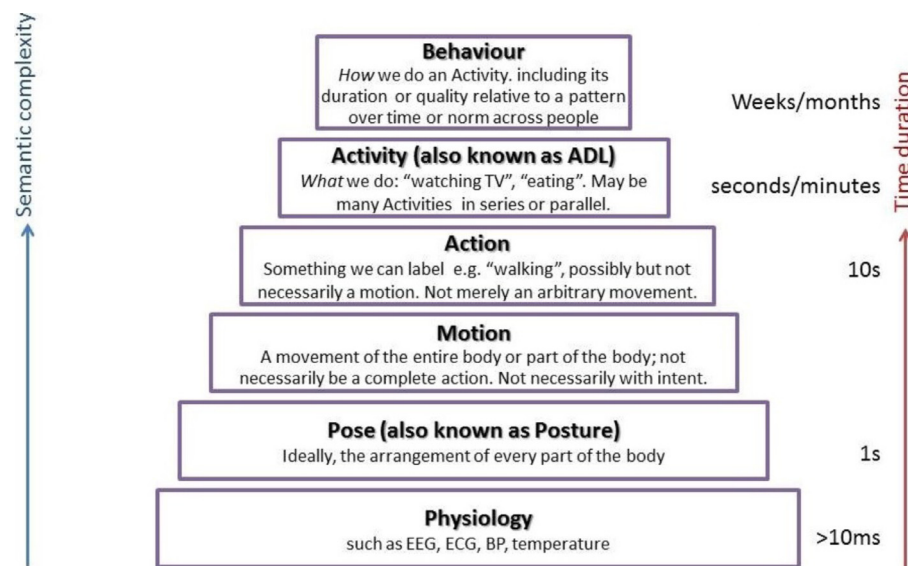 Behaviour
How we do an Activity. including its
duration or quality relative to a pattern
over time or norm across people
Weeks/months
Activity (also known as ADL)
What we do: “watching TV”, “eating”. May be
many Activities in series or parallel.
seconds/minutes
Action
Something we can label e.g. “walking”, possibly but not
necessarily a motion. Not merely an arbitrary movement.
10s
Motion
A movement of the entire body or part of the body; not
necessarily be a complete action. Not necessarily with intent.
Pose (also known as Posture)
Ideally, the arrangement of every part of the body
1s
Physiology
such as EEG, ECG, BP, temperature
>10ms
Semantic complexity
Time duration